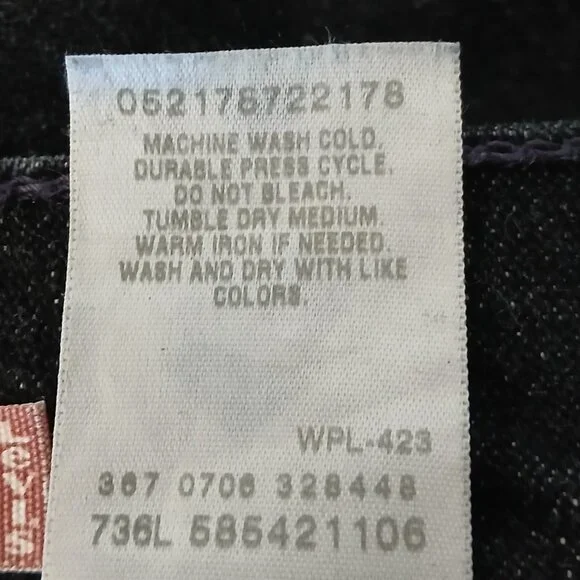 052178722178
MACHINE WASH COLD.
DURABLE PRESS CYCLE.
DO NOT BLEACH.
TUMBLE DRY MEDIUM.
WARM IRON IF NEEDED.
WASH AND DRY WITH LIKE
COLORS.
WPL-423
367 0706 328448
736L 585421106
Levi's